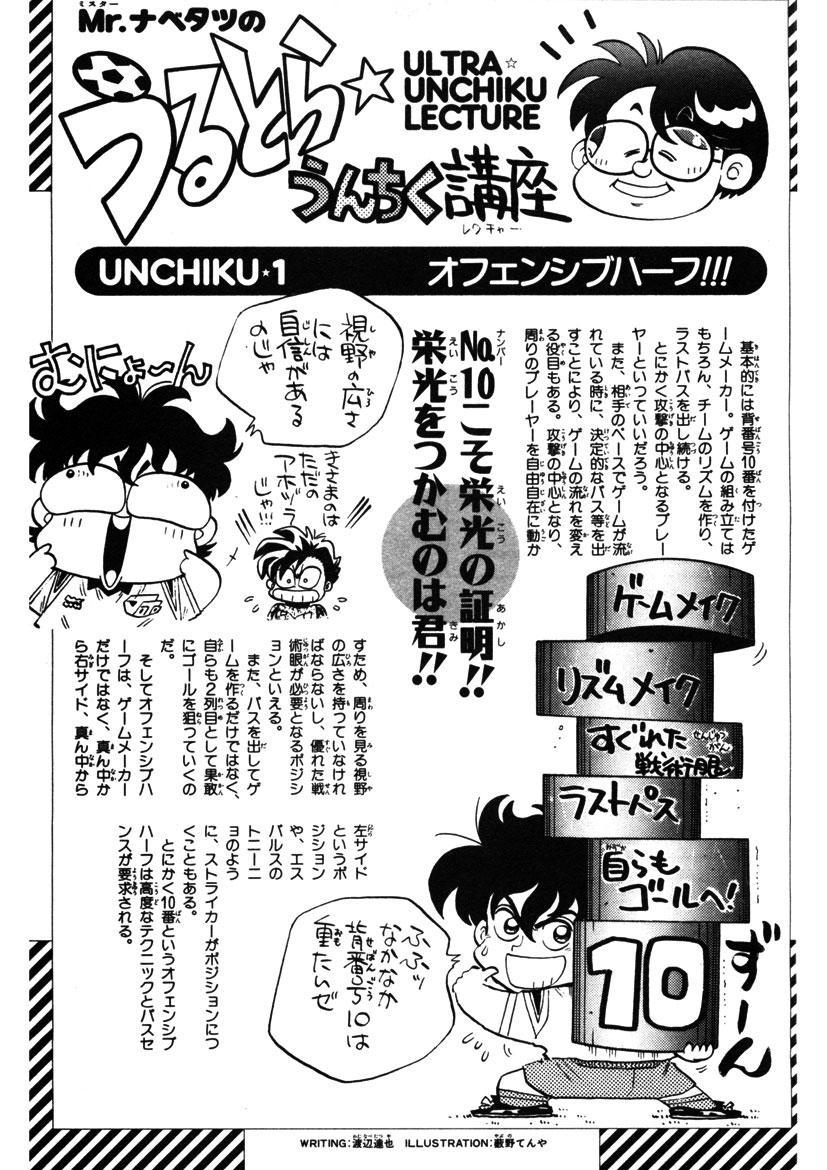 Mr.ナベタツの
うるとら☆
ULTRA☆
UNCHIKU
LECTURE
うんちく講座
レクチャー
UNCHIKU★1
オフェンシブハーフ!!!
No.10こそ栄光の証明!!
栄光をつかむのは君!!
基本的には背番号10番を付けたゲ
ームメーカー。ゲームの組み立ては
もちろん、チームのリズムを作り、
ラストパスを出し続ける。
とにかく攻撃の中心となるプレー
ヤーといっていいだろう。
また、相手のペースでゲームが流
れている時に、決定的なパス等を出
すことにより、ゲームの流れを変え
る役目もある。攻撃の中心となり、
周りのプレーヤーを自由自在に動か
すため、周りを見る視野
の広さを持っていなけれ
ばならないし、優れた戦
術眼が必要となるポジシ
ョンといえる。
また、パスを出してゲ
ームを作るだけではなく、
自らも2列目として果敢
にゴールを狙っていくの
だ。
そしてオフェンシブハ
ーフは、ゲームメーカー
だけではなく、真ん中か
ら右サイド、真ん中から
左サイド
というポ
ジション
や、エス
パルスの
トニーニ
ョのよう
に、ストライカーがポジションにつ
くこともある。
とにかく10番というオフェンシブ
ハーフは高度なテクニックとパスセ
ンスが要求される。
視野の広さ
には
自信がある
のじゃ
むにょ〜ん
きさまのは
ただの
アホヅラ
じゃ!!!
ゲームメイク
リズムメイク
すぐれた
戦術眼
ラストパス
自らも
ゴールへ!
10
ずーん
ふふッ
なかなか
背番号10は
重たいぜ
WRITING:渡辺達也 ILLUSTRATION:藪野てんや